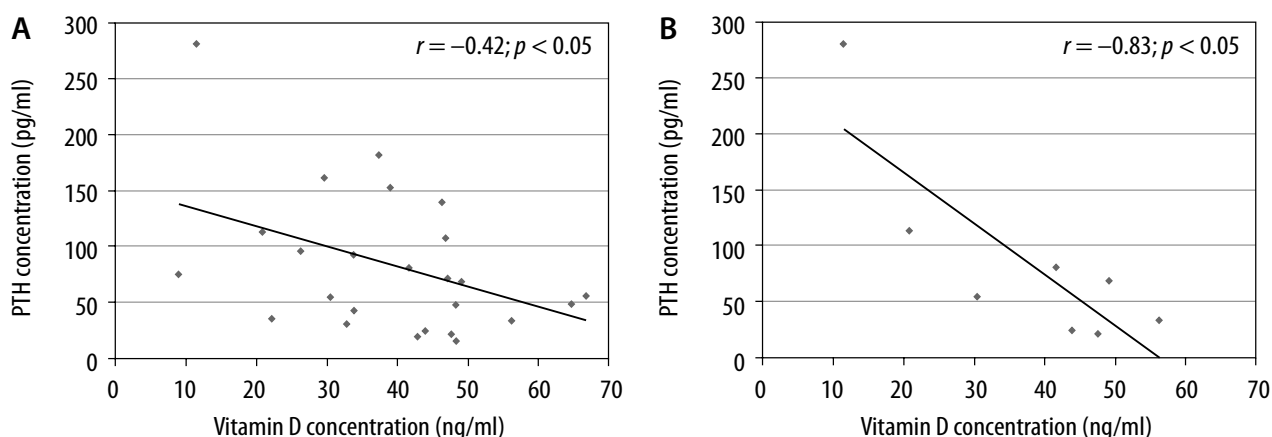 A
PTH concentration (pg/ml)
300
250
200
150
100
50
0
r = −0.42; p < 0.05
0 10 20 30 40 50 60 70
Vitamin D concentration (ng/ml)
B
PTH concentration (pg/ml)
300
250
200
150
100
50
0
r = −0.83; p < 0.05
0 10 20 30 40 50 60 70
Vitamin D concentration (ng/ml)